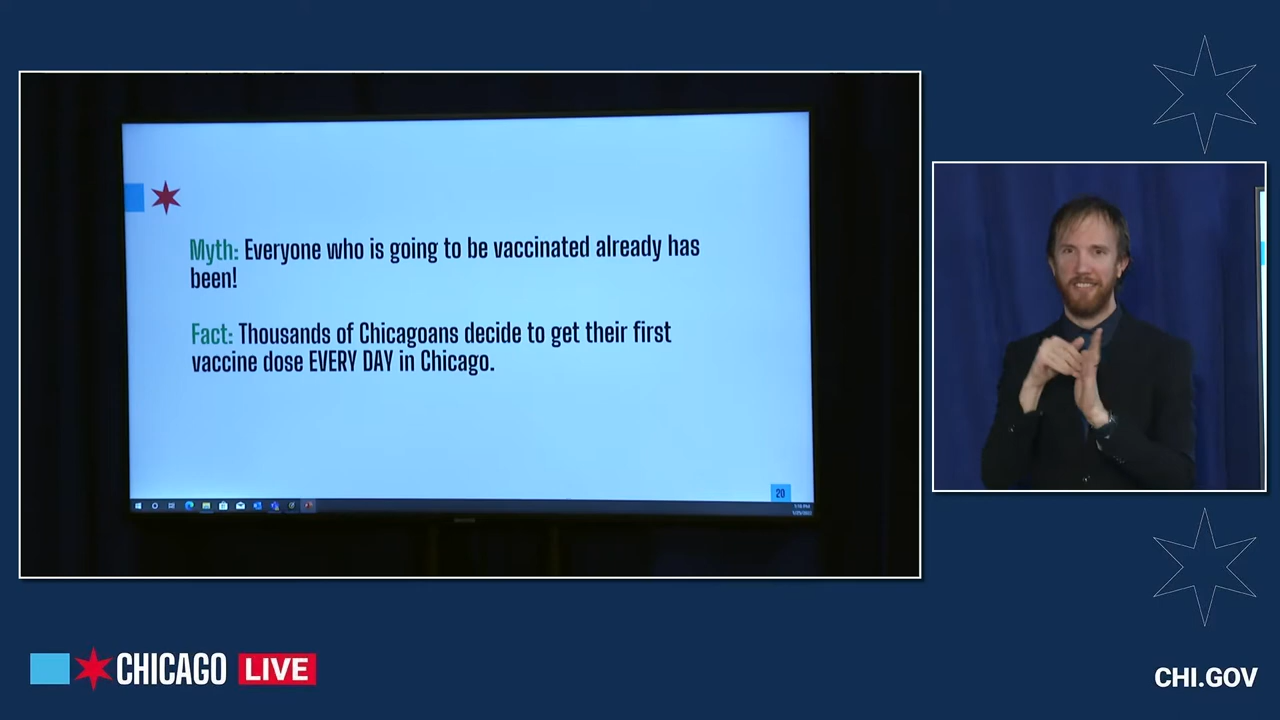 Myth: Everyone who is going to be vaccinated already has
been!
Fact: Thousands of Chicagoans decide to get their first
vaccine dose EVERY DAY in Chicago.
20
CHICAGO LIVE
CHI.GOV